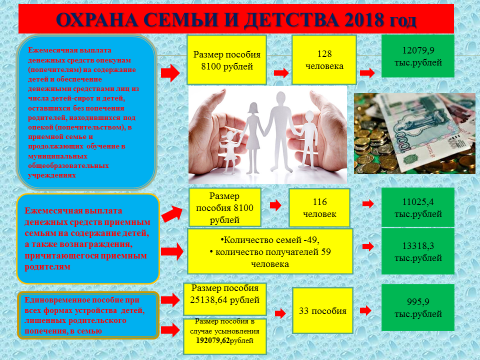 ОХРАНА СЕМЬИ И ДЕТСТВА 2018 год
Ежемесячная выплата
денежных средств опекунам
(попечителям) на содержание
детей и обеспечение
денежными средствами лиц из
числа детей-сирот и детей,
оставшихся без попечения
родителей, находившихся под
опекой (попечительством), в
приемной семье и
продолжающих обучение в
муниципальных
общеобразовательных
учреждениях
Размер пособия
8100 рублей
128
человека
12079,9
тыс.рублей
Ежемесячная выплата
денежных средств приемным
семьям на содержание детей,
а также вознаграждения,
причитающегося приемным
родителям
Размер
пособия 8100
рублей
116
человек
11025,4
тыс.рублей
•Количество семей -49,
• количество получателей 59
человека
13318,3
тыс.рублей
Единовременное пособие при
всех формах устройства детей,
лишенных родительского
попечения, в семью
Размер пособия
25138,64 рублей
Размер пособия в
случае усыновления
192079,62рублей
33 пособия
995,9
тыс.рублей